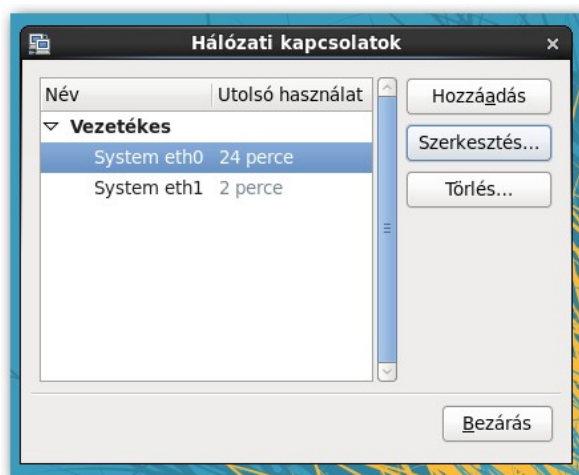 Hálózati kapcsolatok
Név Utolsó használat
Vezetékes
System eth0 24 perce
System eth1 2 perce
Hozzáadás
Szerkesztés...
Törlés...
Bezárás